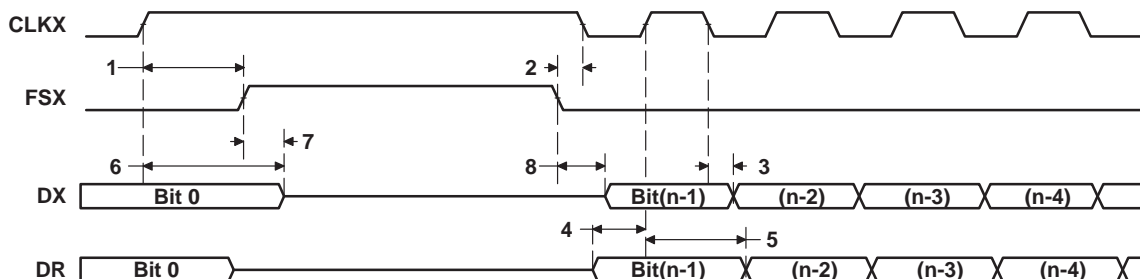 CLKX
1
2
FSX
7
6
8
3
DX
Bit 0
Bit(n-1)
(n-2)
(n-3)
(n-4)
4
5
DR
Bit 0
Bit(n-1)
(n-2)
(n-3)
(n-4)